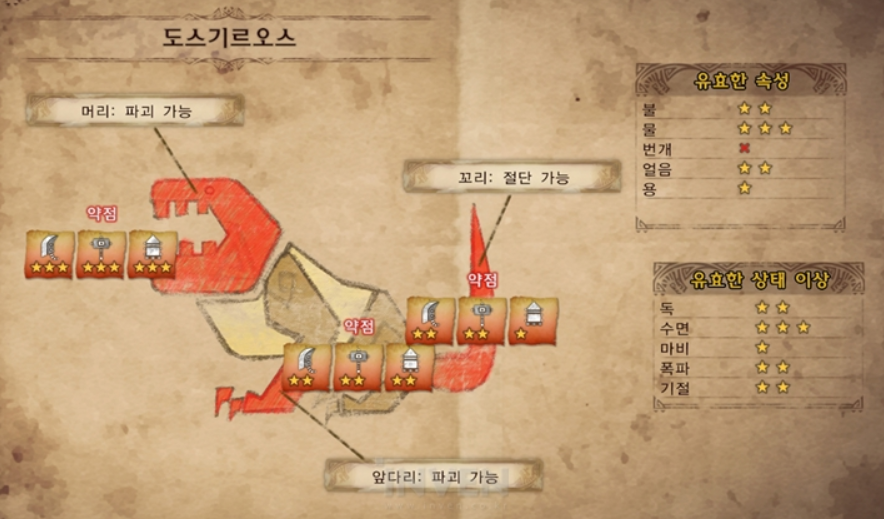 도스기르오스
머리: 파괴 가능
꼬리: 절단 가능
약점
약점
약점
앞다리: 파괴 가능
유효한 속성
불 ★★
물 ★★★
번개 ✖
얼음 ★★
용 ★
유효한 상태 이상
독 ★★
수면 ★★★
마비 ★
폭파 ★★
기절 ★★